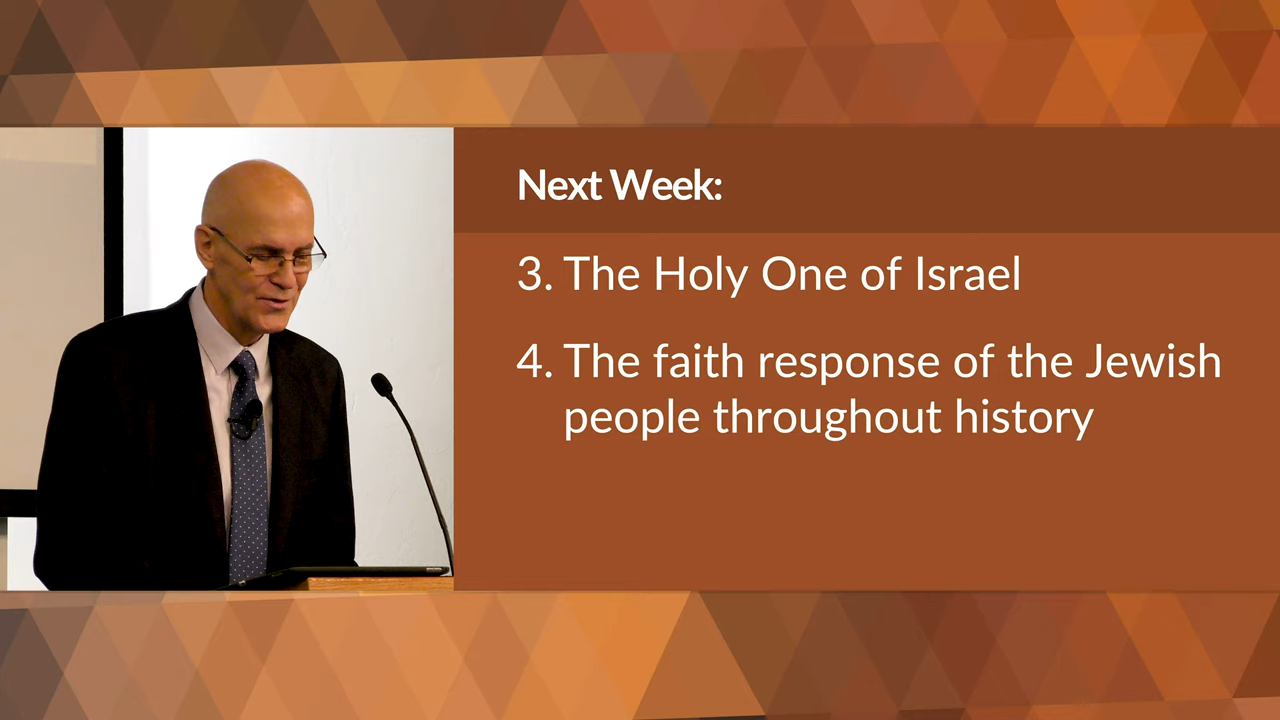 Next Week:
3. The Holy One of Israel
4. The faith response of the Jewish
people throughout history